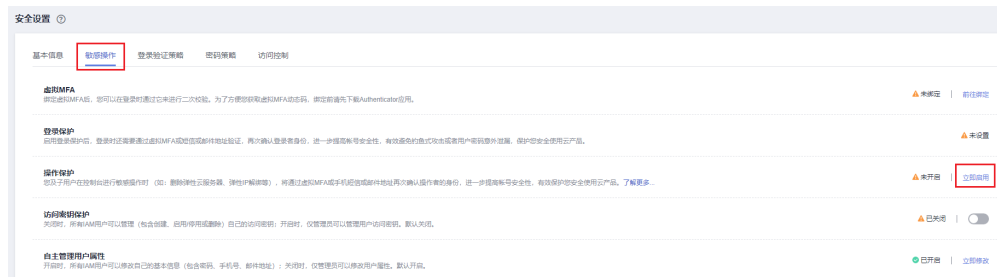 安全设置
基本信息 敏感操作 登录验证策略 密码策略 访问控制
虚拟MFA
绑定虚拟MFA后，您可以在登录时通过它来进行二次检验。为了方便您获取虚拟MFA动态码，绑定前请先下载Authenticator应用。
未绑定 | 前往绑定
登录保护
启用登录保护后，登录时还需要通过虚拟MFA或短信或邮件地址验证，再次确认登录者身份，进一步提高帐号安全性，有效避免钓鱼式攻击或者用户密码意外泄漏，保护您安全使用云产品。
未设置
操作保护
您及子用户在控制台进行敏感操作时（如：删除弹性云服务器、弹性IP解绑等），将通过虚拟MFA或手机短信或邮件地址再次确认操作者的身份，进一步提高帐号安全性，有效保护您安全使用云产品。了解更多...
未开启 | 立即启用
访问密钥保护
关闭时，所有IAM用户可以管理（包含创建、启用/停用或删除）自己的访问密钥；开启时，仅管理员可以管理用户访问密钥。默认关闭。
已关闭 |
自主管理用户属性
开启时，所有IAM用户可以修改自己的基本信息（包含密码、手机号、邮件地址）；关闭时，仅管理员可以修改用户属性。默认开启。
已开启 | 立即修改